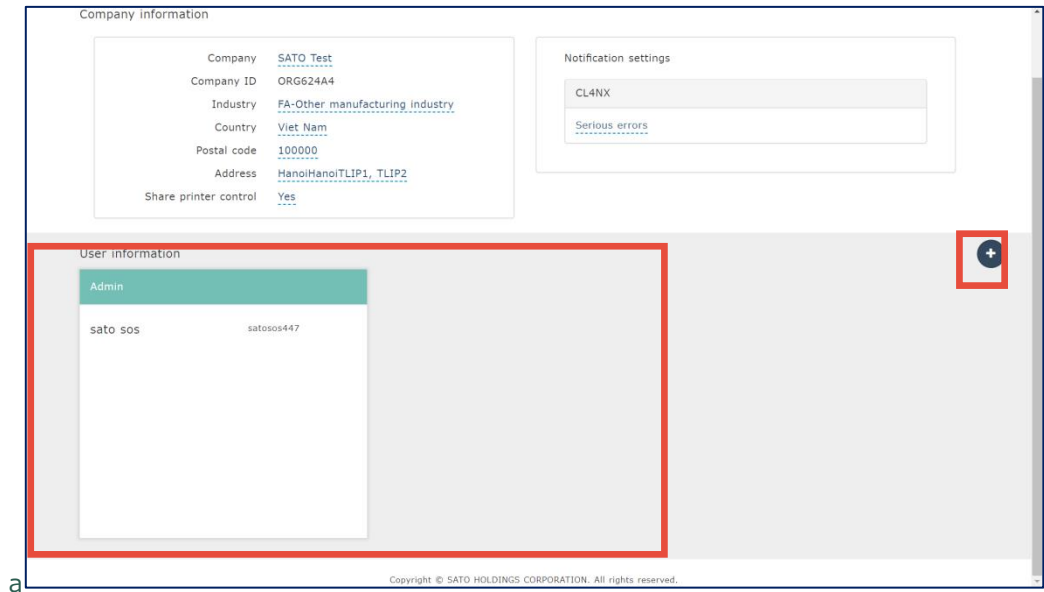 Company information
Company SATO Test
Company ID ORG624A4
Industry FA-Other manufacturing industry
Country Viet Nam
Postal code 100000
Address HanoiHanoiTLIP1, TLIP2
Share printer control Yes
Notification settings
CL4NX
Serious errors
User information
+
Admin
sato sos satosos447
Copyright © SATO HOLDINGS CORPORATION. All rights reserved.
a